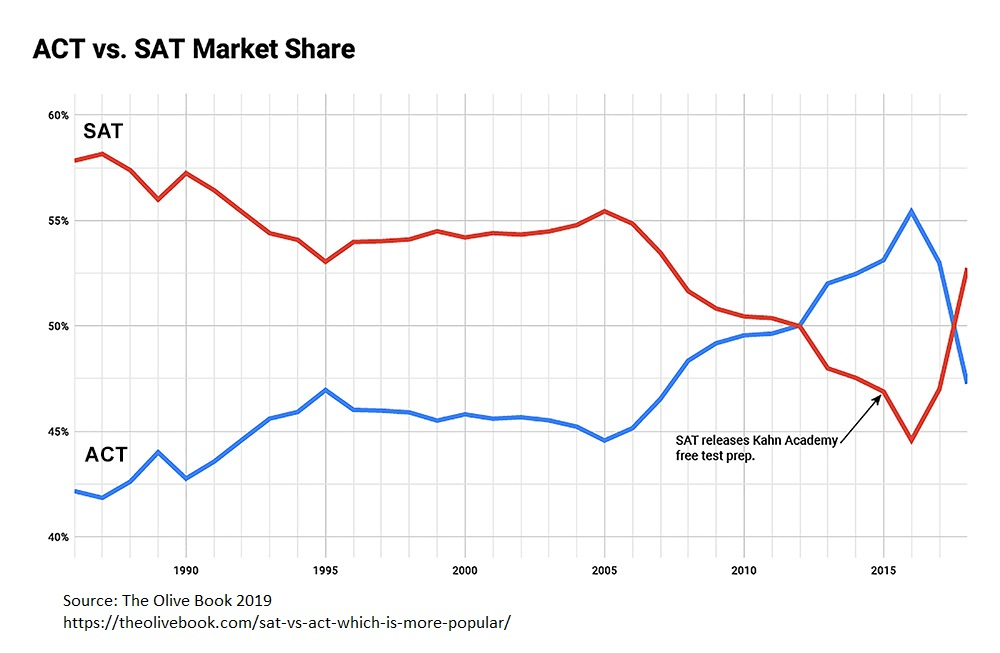 ACT vs. SAT Market Share
60%
SAT
55%
50%
45%
SAT releases Kahn Academy
free test prep.
ACT
40%
1990 1995 2000 2005 2010 2015
Source: The Olive Book 2019
https://theolivebook.com/sat-vs-act-which-is-more-popular/